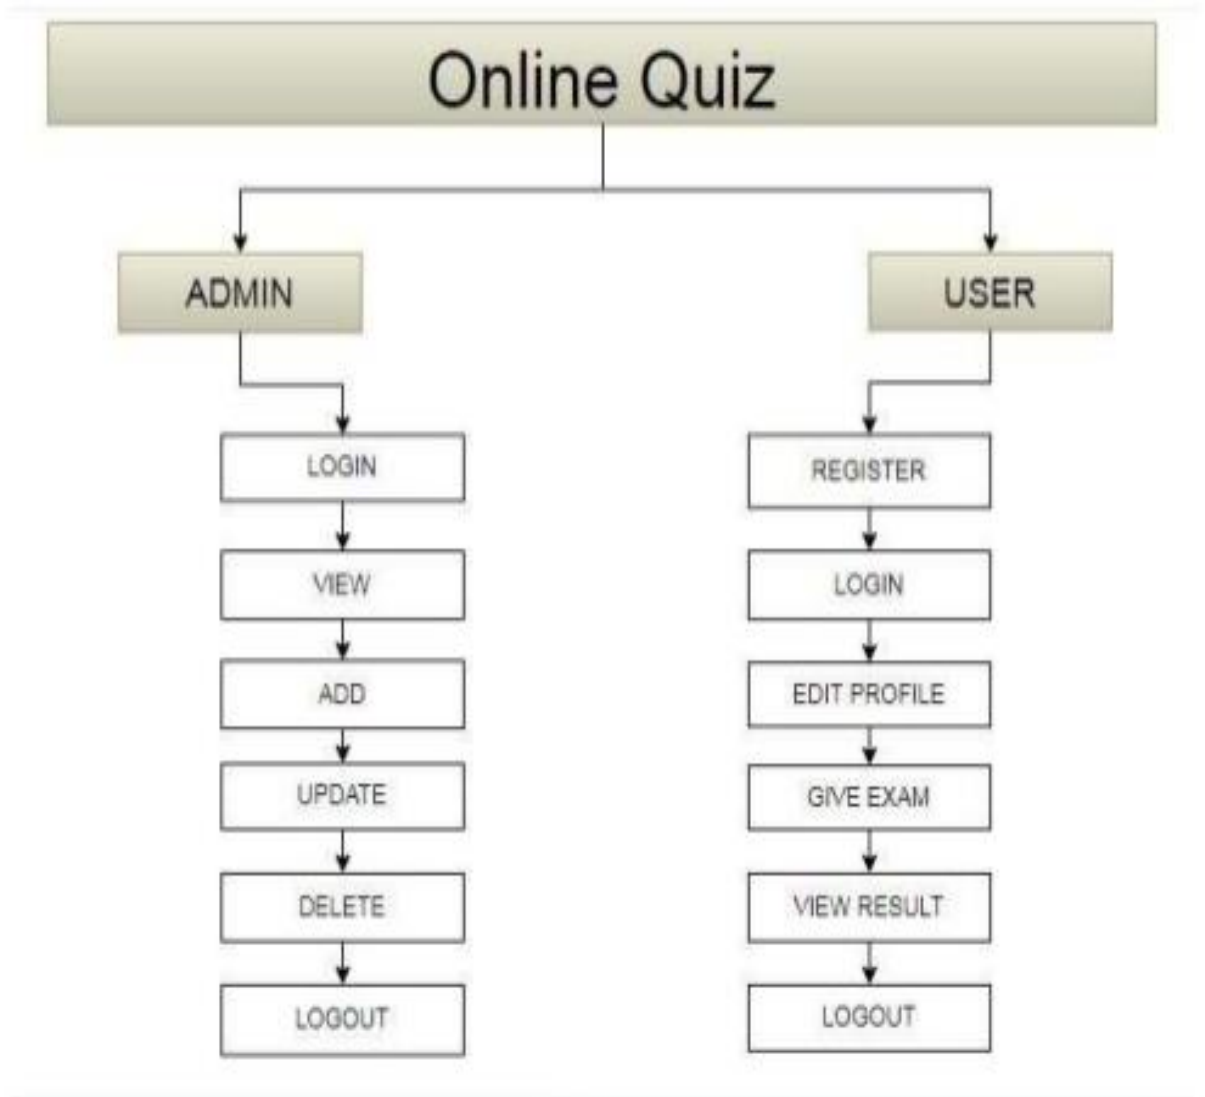 Online Quiz
ADMIN
USER
LOGIN
VIEW
ADD
UPDATE
DELETE
LOGOUT
REGISTER
LOGIN
EDIT PROFILE
GIVE EXAM
VIEW RESULT
LOGOUT